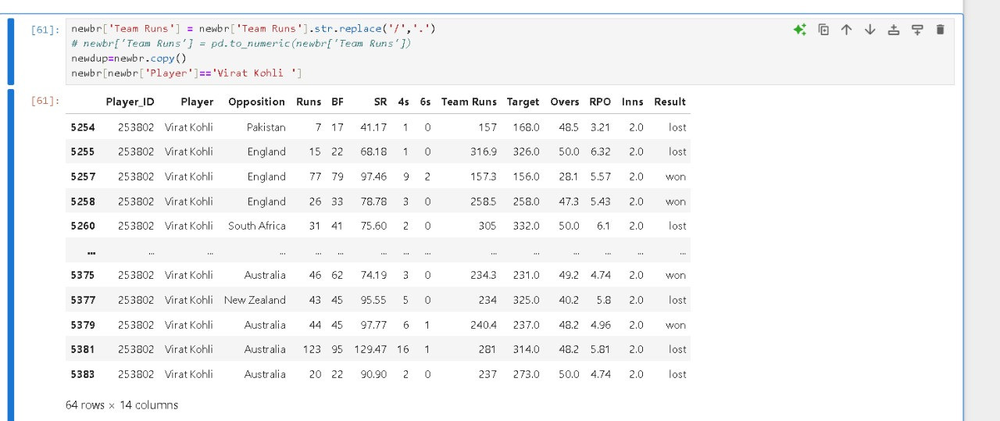 [61]: newbr['Team Runs'] = newbr['Team Runs'].str.replace('/','.')
# newbr['Team Runs'] = pd.to_numeric(newbr['Team Runs'])
newdup=newbr.copy()
newbr[newbr['Player']=='Virat Kohli ']
[61]: Player_ID Player Opposition Runs BF SR 4s 6s Team Runs Target Overs RPO Inns Result
5254 253802 Virat Kohli Pakistan 7 17 41.17 1 0 157 168.0 48.5 3.21 2.0 lost
5255 253802 Virat Kohli England 15 22 68.18 1 0 316.9 326.0 50.0 6.32 2.0 lost
5257 253802 Virat Kohli England 77 79 97.46 9 2 157.3 156.0 28.1 5.57 2.0 won
5258 253802 Virat Kohli England 26 33 78.78 3 0 258.5 258.0 47.3 5.43 2.0 won
5260 253802 Virat Kohli South Africa 31 41 75.60 2 0 305 332.0 50.0 6.1 2.0 lost
... ... ... ... ... ... ... ... ... ... ... ... ... ... ...
5375 253802 Virat Kohli Australia 46 62 74.19 3 0 234.3 231.0 49.2 4.74 2.0 won
5377 253802 Virat Kohli New Zealand 43 45 95.55 5 0 234 325.0 40.2 5.8 2.0 lost
5379 253802 Virat Kohli Australia 44 45 97.77 6 1 240.4 237.0 48.2 4.96 2.0 won
5381 253802 Virat Kohli Australia 123 95 129.47 16 1 281 314.0 48.2 5.81 2.0 lost
5383 253802 Virat Kohli Australia 20 22 90.90 2 0 237 273.0 50.0 4.74 2.0 lost
64 rows × 14 columns